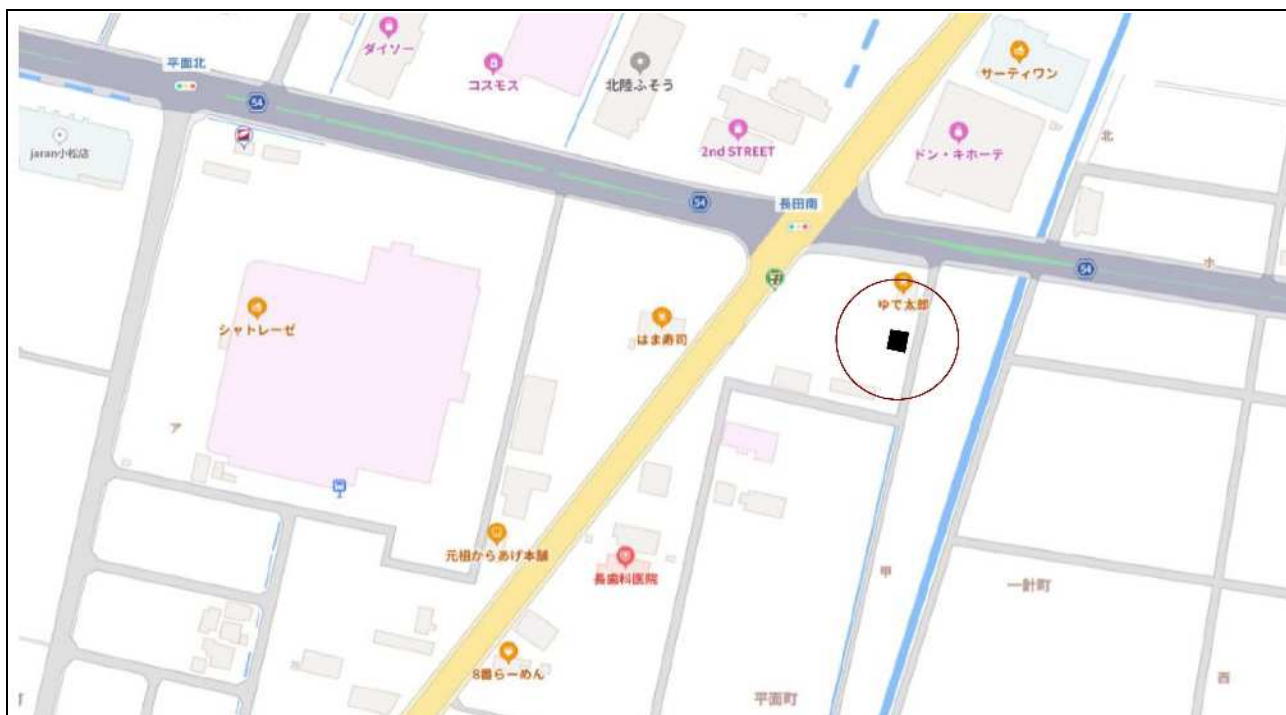 ダイソー
平面北
コスモス
北陸ふそう
サーティワン
54
jaran小松店
2nd STREET
ドン・キホーテ
北
54
長田南
ホ
54
ゆで太郎
シャトレーゼ
はま寿司
ア
元祖からあげ本舗
長歯科医院
甲
一針町
8番らーめん
西
平面町